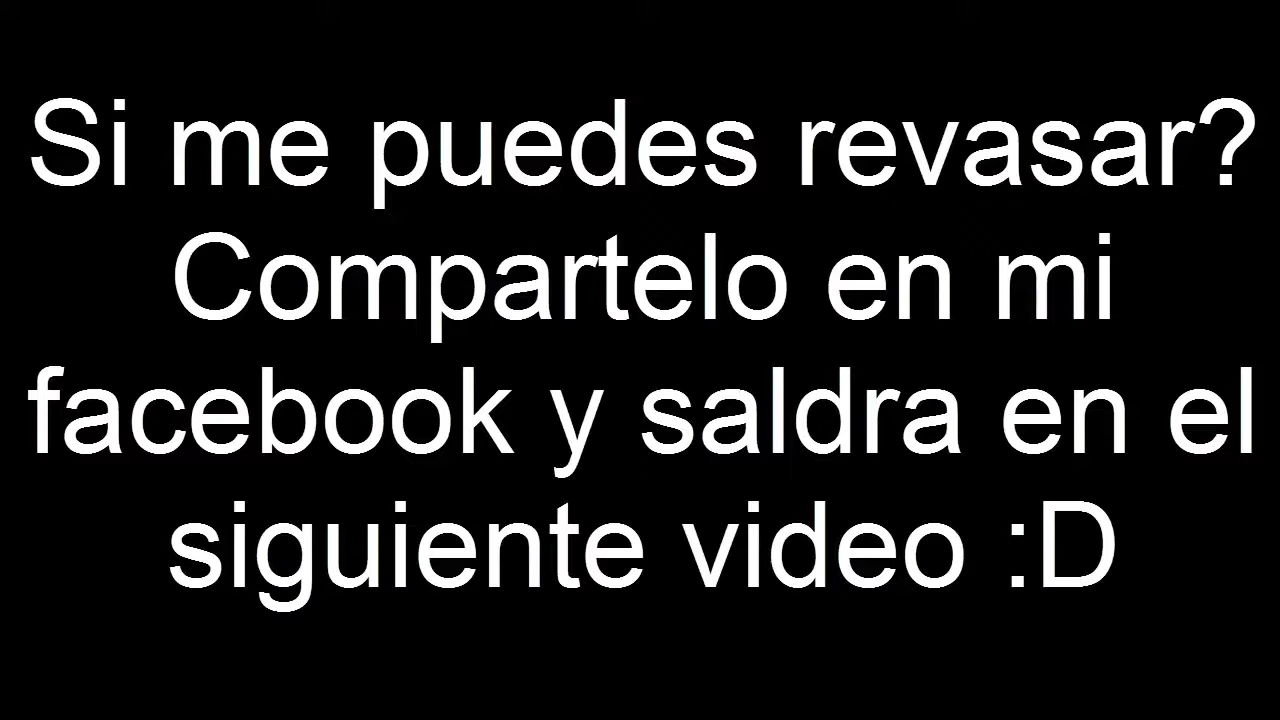 Si me puedes revasar?
Compartelo en mi
facebook y saldra en el
siguiente video :D